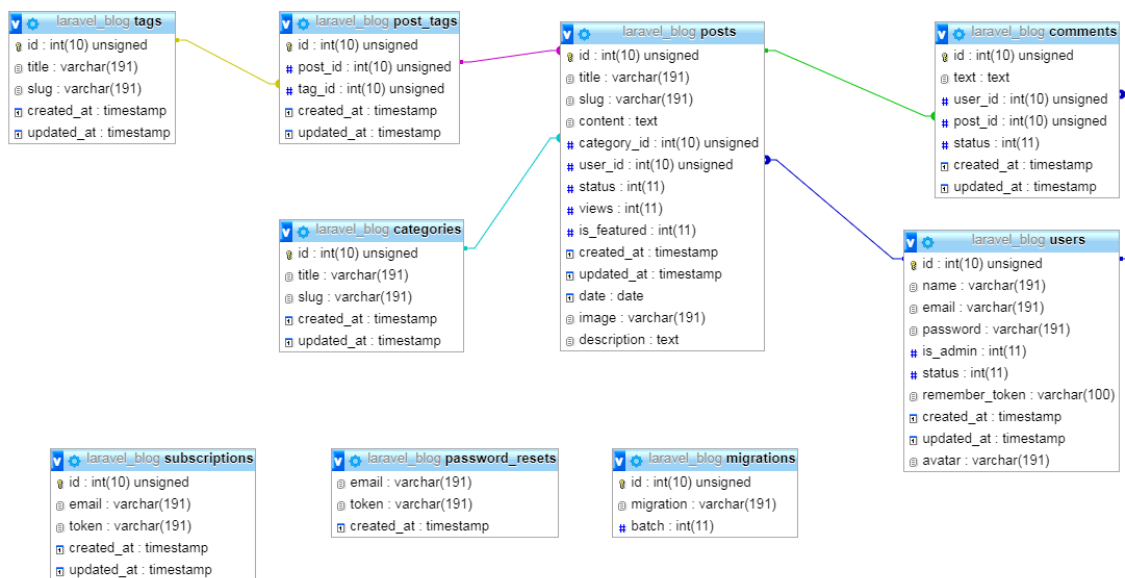 laravel_blog tags
id : int(10) unsigned
title : varchar(191)
slug : varchar(191)
created_at : timestamp
updated_at : timestamp
laravel_blog post_tags
id : int(10) unsigned
post_id : int(10) unsigned
tag_id : int(10) unsigned
created_at : timestamp
updated_at : timestamp
laravel_blog posts
id : int(10) unsigned
title : varchar(191)
slug : varchar(191)
content : text
category_id : int(10) unsigned
user_id : int(10) unsigned
status : int(11)
views : int(11)
is_featured : int(11)
created_at : timestamp
updated_at : timestamp
date : date
image : varchar(191)
description : text
laravel_blog comments
id : int(10) unsigned
text : text
user_id : int(10) unsigned
post_id : int(10) unsigned
status : int(11)
created_at : timestamp
updated_at : timestamp
laravel_blog categories
id : int(10) unsigned
title : varchar(191)
slug : varchar(191)
created_at : timestamp
updated_at : timestamp
laravel_blog users
id : int(10) unsigned
name : varchar(191)
email : varchar(191)
password : varchar(191)
is_admin : int(11)
status : int(11)
remember_token : varchar(100)
created_at : timestamp
updated_at : timestamp
avatar : varchar(191)
laravel_blog subscriptions
id : int(10) unsigned
email : varchar(191)
token : varchar(191)
created_at : timestamp
updated_at : timestamp
laravel_blog password_resets
email : varchar(191)
token : varchar(191)
created_at : timestamp
laravel_blog migrations
id : int(10) unsigned
migration : varchar(191)
batch : int(11)